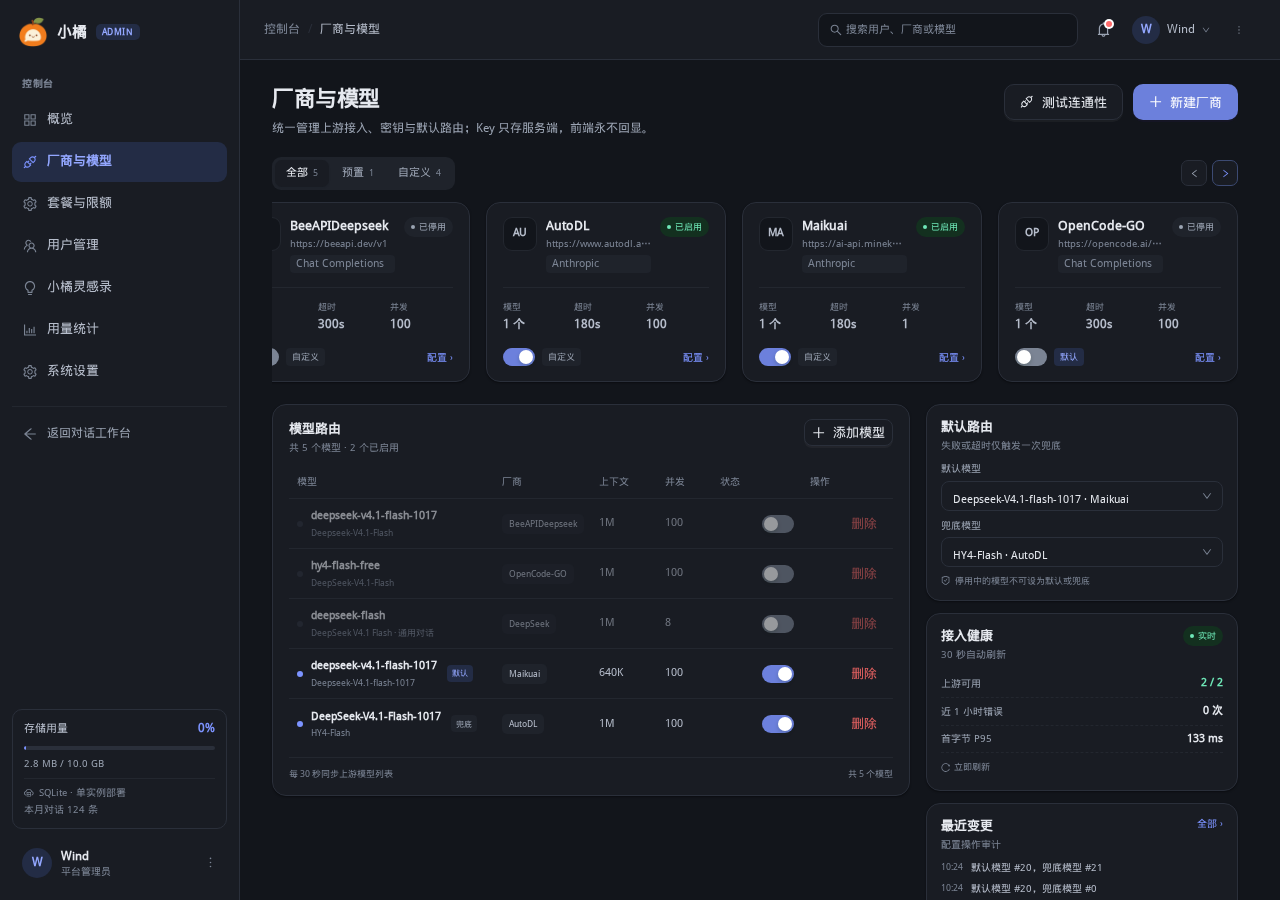 小橘 ADMIN
控制台
概览
厂商与模型
套餐与限额
用户管理
小橘灵感录
用量统计
系统设置
返回对话工作台
存储用量 0%
2.8 MB / 10.0 GB
SQLite · 单实例部署
本月对话 124 条
W Wind
平台管理员
控制台 / 厂商与模型
搜索用户、厂商或模型
W Wind
厂商与模型
统一管理上游接入、密钥与默认路由；Key 只存服务端，前端永不回显。
测试连通性
新建厂商
全部 5 预置 1 自定义 4
BeeAPIDeepseek 已停用
https://beeapi.dev/v1
Chat Completions
超时 并发
300s 100
自定义 配置 ›
AU AutoDL 已启用
https://www.autodl.a···
Anthropic
模型 超时 并发
1 个 180s 100
自定义 配置 ›
MA Maikuai 已启用
https://ai-api.minek···
Anthropic
模型 超时 并发
1 个 180s 1
自定义 配置 ›
OP OpenCode-GO 已停用
https://opencode.ai/···
Chat Completions
模型 超时 并发
1 个 300s 100
默认 配置 ›
模型路由
共 5 个模型 · 2 个已启用
添加模型
模型 厂商 上下文 并发 状态 操作
deepseek-v4.1-flash-1017 BeeAPIDeepseek 1M 100 删除
Deepseek-V4.1-Flash
hy4-flash-free OpenCode-GO 1M 100 删除
DeepSeek-V4.1-Flash
deepseek-flash DeepSeek 1M 8 删除
DeepSeek V4.1 Flash · 通用对话
deepseek-v4.1-flash-1017 默认 Maikuai 640K 100 删除
Deepseek-V4.1-flash-1017
DeepSeek-V4.1-Flash-1017 兜底 AutoDL 1M 100 删除
HY4-Flash
每 30 秒同步上游模型列表 共 5 个模型
默认路由
失败或超时仅触发一次兜底
默认模型
Deepseek-V4.1-flash-1017 · Maikuai
兜底模型
HY4-Flash · AutoDL
停用中的模型不可设为默认或兜底
接入健康 实时
30 秒自动刷新
上游可用 2 / 2
近 1 小时错误 0 次
首字节 P95 133 ms
立即刷新
最近变更 全部 ›
配置操作审计
10:24 默认模型 #20，兜底模型 #21
10:24 默认模型 #20，兜底模型 #0